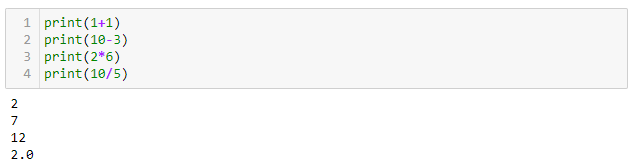 1 print(1+1)
2 print(10-3)
3 print(2*6)
4 print(10/5)
2
7
12
2.0